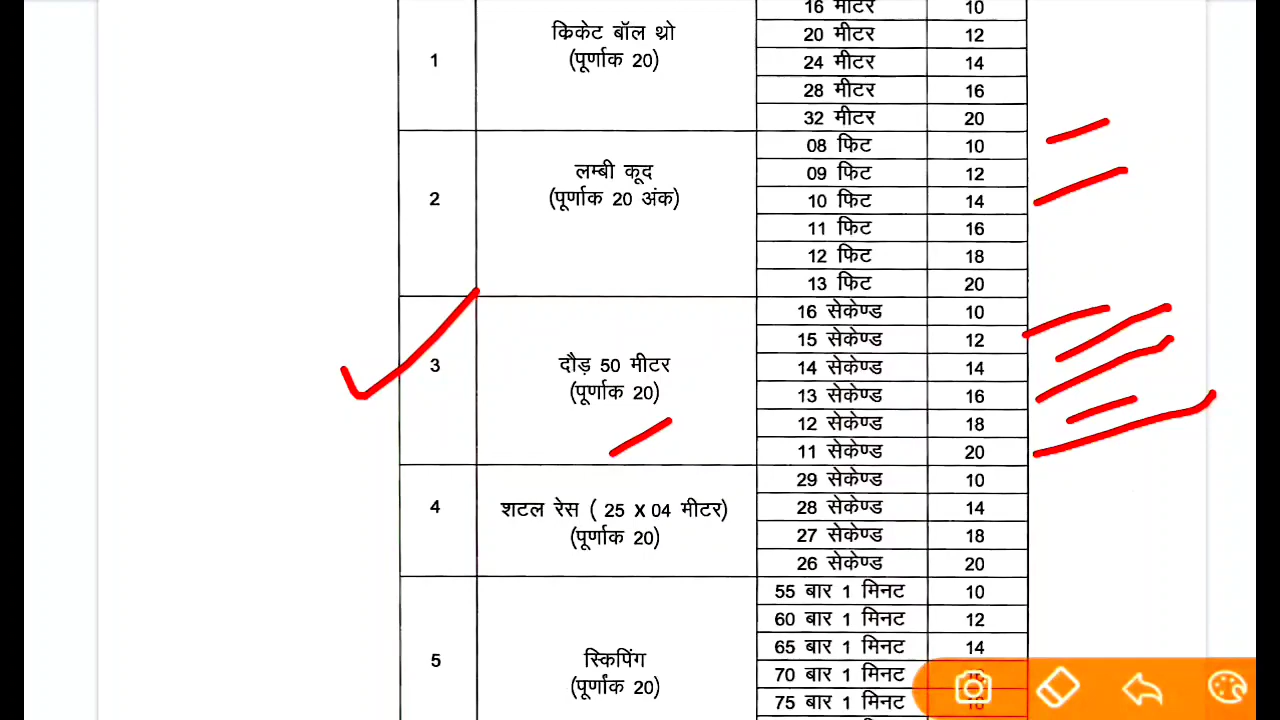 16 मीटर 10
1 क्रिकेट बॉल थ्रो 20 मीटर 12
(पूर्णाक 20) 24 मीटर 14
28 मीटर 16
32 मीटर 20
08 फिट 10
2 लम्बी कूद 09 फिट 12
(पूर्णाक 20 अंक) 10 फिट 14
11 फिट 16
12 फिट 18
13 फिट 20
16 सेकेण्ड 10
15 सेकेण्ड 12
3 दौड़ 50 मीटर 14 सेकेण्ड 14
(पूर्णाक 20) 13 सेकेण्ड 16
12 सेकेण्ड 18
11 सेकेण्ड 20
29 सेकेण्ड 10
4 शटल रेस ( 25 X 04 मीटर) 28 सेकेण्ड 14
(पूर्णाक 20) 27 सेकेण्ड 18
26 सेकेण्ड 20
55 बार 1 मिनट 10
60 बार 1 मिनट 12
5 स्किपिंग 65 बार 1 मिनट 14
(पूर्णांक 20) 70 बार 1 मिनट
75 बार 1 मिनट